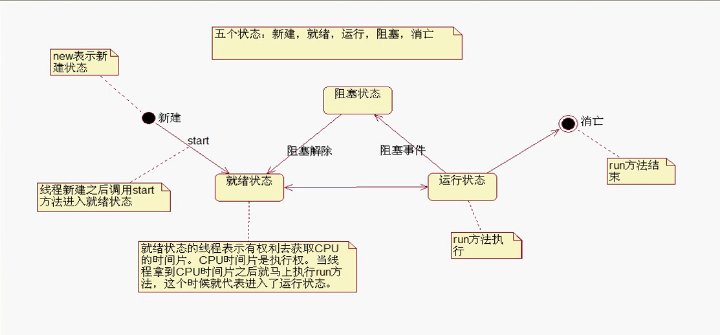 五个状态：新建，就绪，运行，阻塞，消亡
new表示新
建状态
阻塞状态
新建
消亡
start
阻塞解除
阻塞事件
run方法结
束
线程新建之后调用start
方法进入就绪状态
就绪状态
运行状态
就绪状态的线程表示有权利去获取CPU
的时间片。CPU时间片是执行权。当线
程拿到CPU时间片之后就马上执行run方
法，这个时候就代表进入了运行状态。
run方法执
行